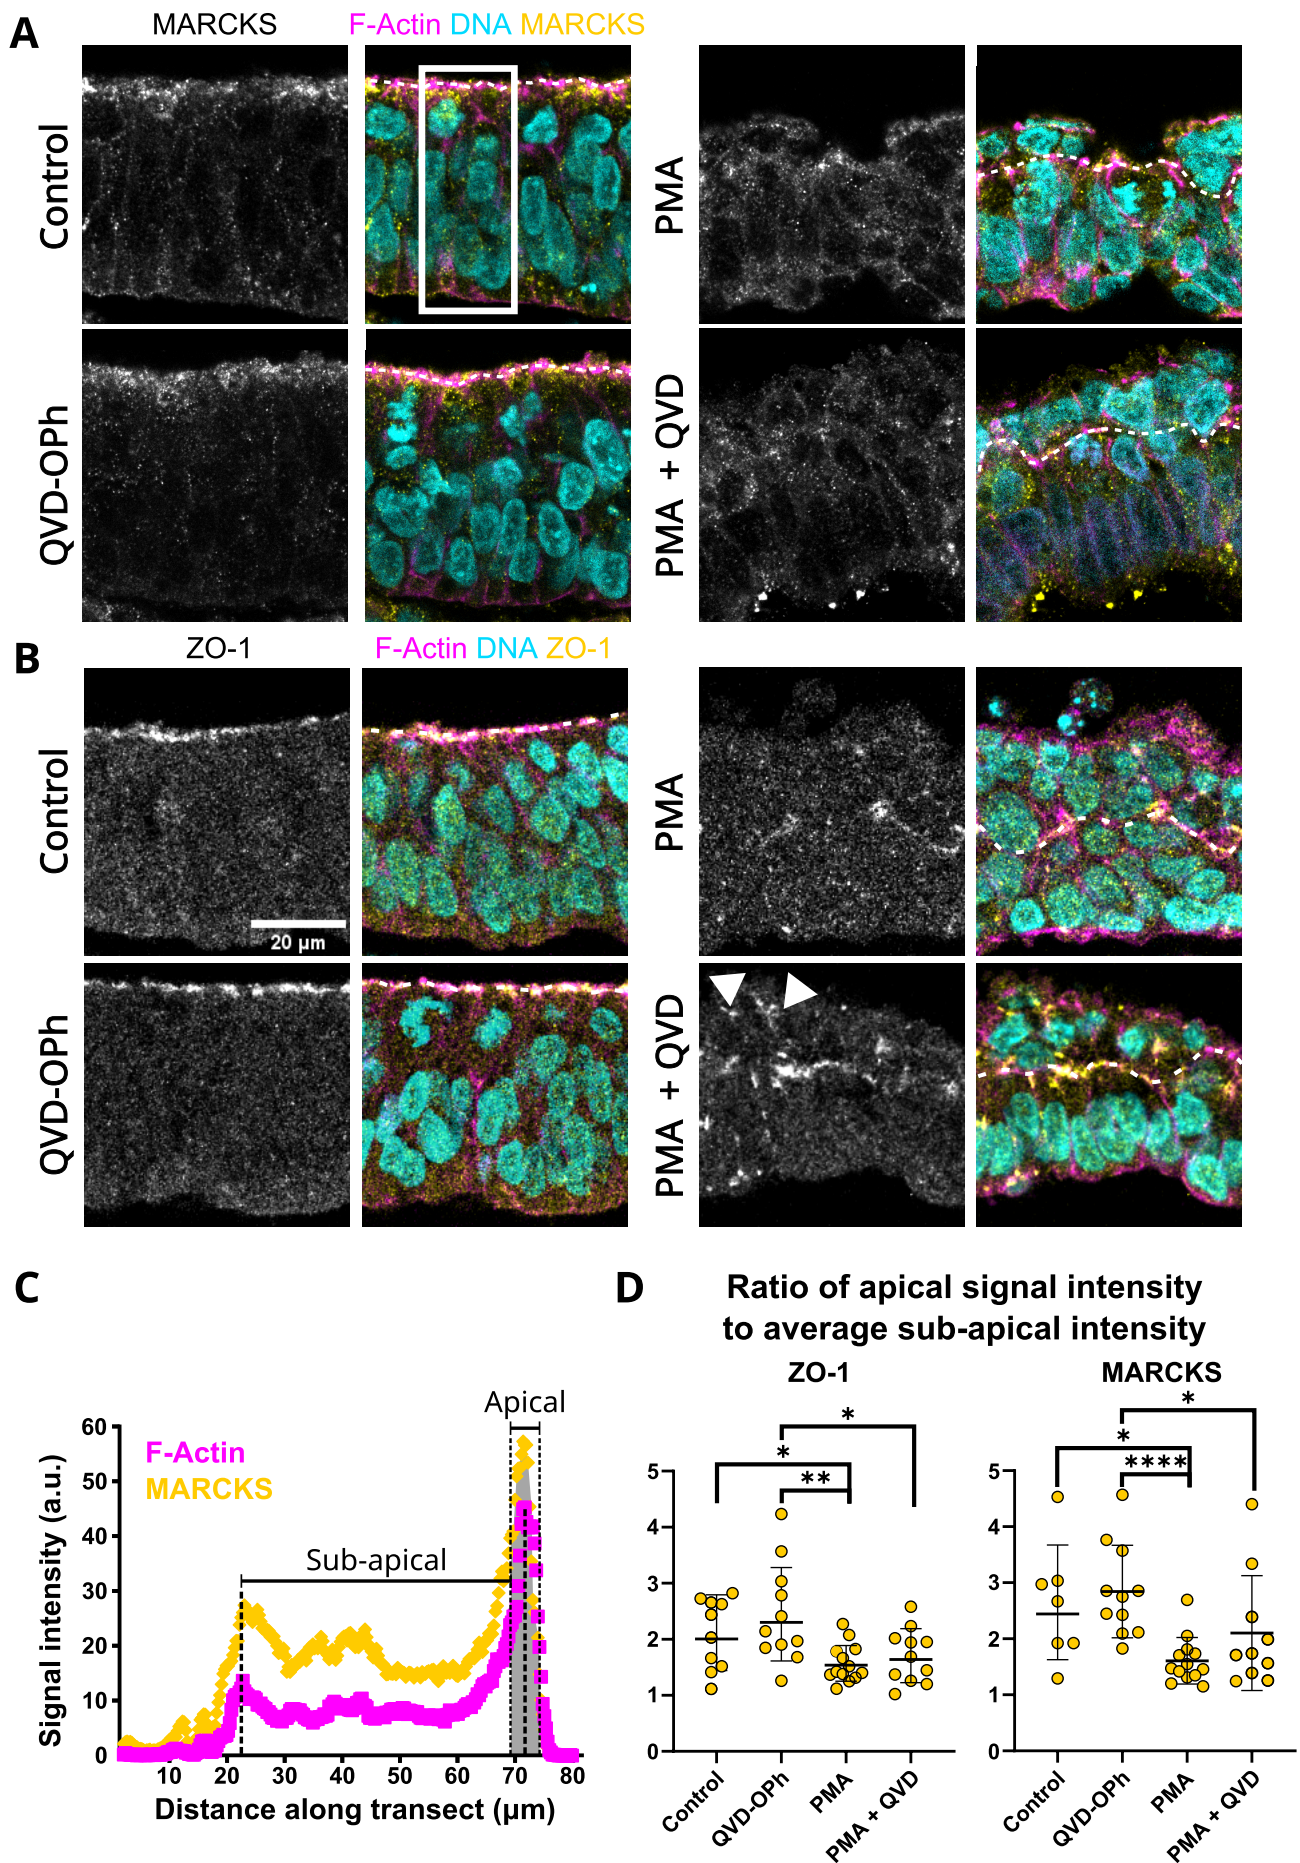 A
MARCKS
F-Actin DNA MARCKS
Control
PMA
QVD-OPh
PMA + QVD
B
ZO-1
F-Actin DNA ZO-1
Control
20 µm
PMA
QVD-OPh
PMA + QVD
C
Apical
60
F-Actin
MARCKS
50
40
Sub-apical
30
20
10
0
Signal intensity (a.u.)
10 20 30 40 50 60 70 80
Distance along transect (µm)
D
Ratio of apical signal intensity
to average sub-apical intensity
ZO-1
*
*
**
5
4
3
2
1
0
Control
QVD-OPh
PMA
PMA + QVD
MARCKS
*
*
****
5
4
3
2
1
0
Control
QVD-OPh
PMA
PMA + QVD